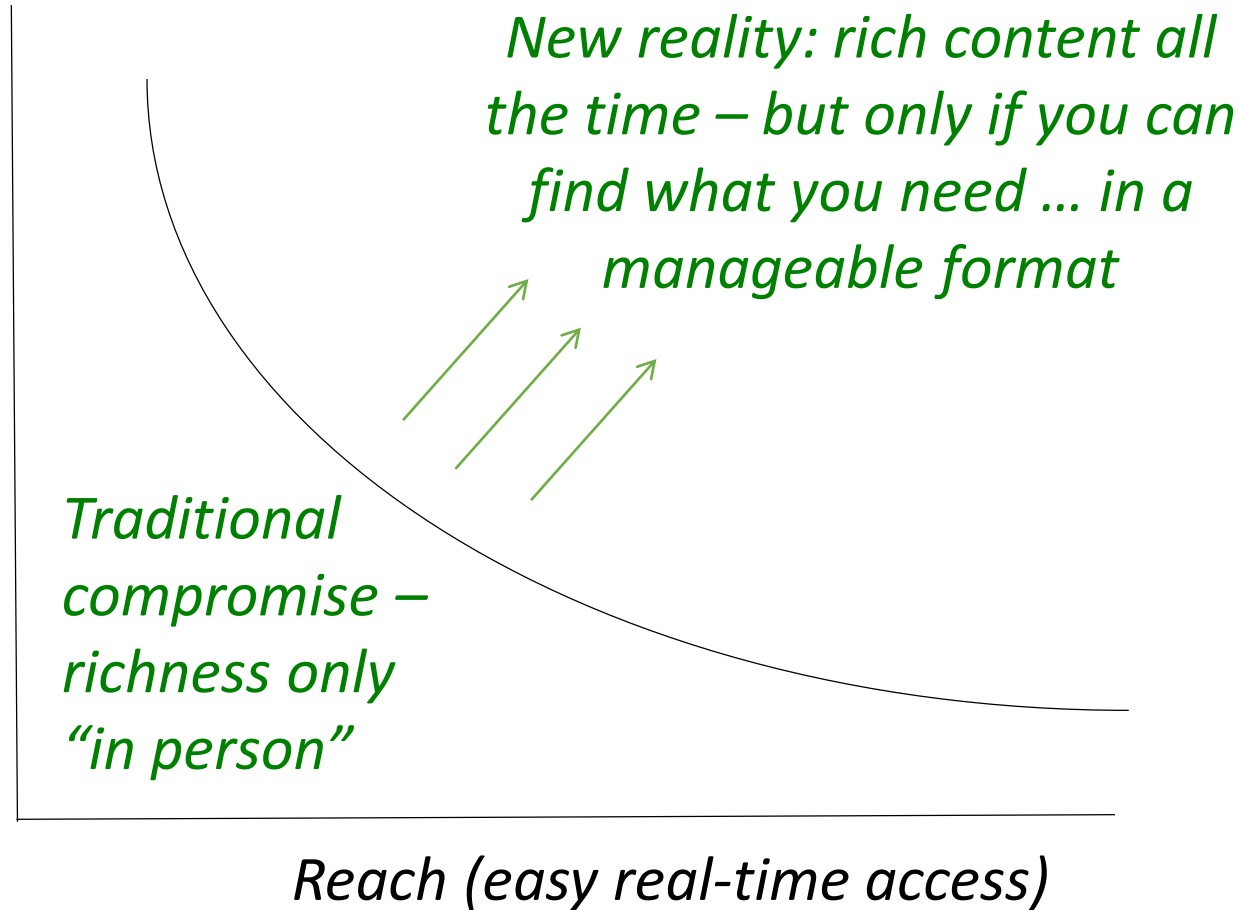 New reality: rich content all
the time – but only if you can
find what you need … in a
manageable format
Traditional
compromise –
richness only
“in person”
Reach (easy real-time access)